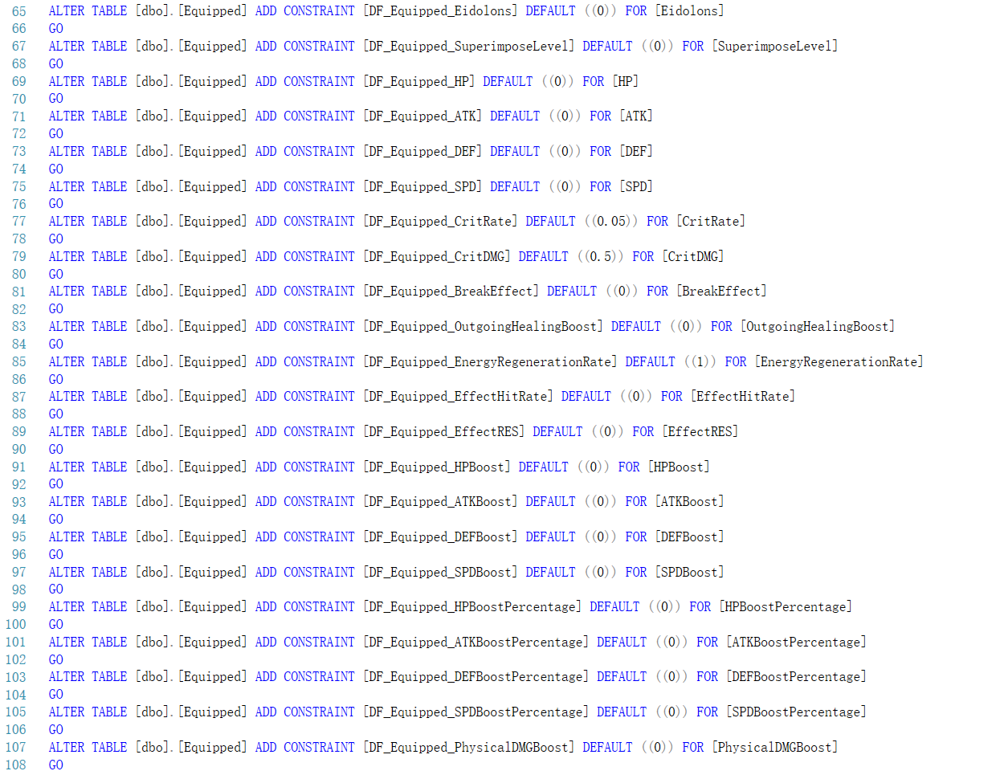 65 ALTER TABLE [dbo].[Equipped] ADD CONSTRAINT [DF_Equipped_Eidolons] DEFAULT ((0)) FOR [Eidolons]
66 GO
67 ALTER TABLE [dbo].[Equipped] ADD CONSTRAINT [DF_Equipped_SuperimposeLevel] DEFAULT ((0)) FOR [SuperimposeLevel]
68 GO
69 ALTER TABLE [dbo].[Equipped] ADD CONSTRAINT [DF_Equipped_HP] DEFAULT ((0)) FOR [HP]
70 GO
71 ALTER TABLE [dbo].[Equipped] ADD CONSTRAINT [DF_Equipped_ATK] DEFAULT ((0)) FOR [ATK]
72 GO
73 ALTER TABLE [dbo].[Equipped] ADD CONSTRAINT [DF_Equipped_DEF] DEFAULT ((0)) FOR [DEF]
74 GO
75 ALTER TABLE [dbo].[Equipped] ADD CONSTRAINT [DF_Equipped_SPD] DEFAULT ((0)) FOR [SPD]
76 GO
77 ALTER TABLE [dbo].[Equipped] ADD CONSTRAINT [DF_Equipped_CritRate] DEFAULT ((0.05)) FOR [CritRate]
78 GO
79 ALTER TABLE [dbo].[Equipped] ADD CONSTRAINT [DF_Equipped_CritDMG] DEFAULT ((0.5)) FOR [CritDMG]
80 GO
81 ALTER TABLE [dbo].[Equipped] ADD CONSTRAINT [DF_Equipped_BreakEffect] DEFAULT ((0)) FOR [BreakEffect]
82 GO
83 ALTER TABLE [dbo].[Equipped] ADD CONSTRAINT [DF_Equipped_OutgoingHealingBoost] DEFAULT ((0)) FOR [OutgoingHealingBoost]
84 GO
85 ALTER TABLE [dbo].[Equipped] ADD CONSTRAINT [DF_Equipped_EnergyRegenerationRate] DEFAULT ((1)) FOR [EnergyRegenerationRate]
86 GO
87 ALTER TABLE [dbo].[Equipped] ADD CONSTRAINT [DF_Equipped_EffectHitRate] DEFAULT ((0)) FOR [EffectHitRate]
88 GO
89 ALTER TABLE [dbo].[Equipped] ADD CONSTRAINT [DF_Equipped_EffectRES] DEFAULT ((0)) FOR [EffectRES]
90 GO
91 ALTER TABLE [dbo].[Equipped] ADD CONSTRAINT [DF_Equipped_HPBoost] DEFAULT ((0)) FOR [HPBoost]
92 GO
93 ALTER TABLE [dbo].[Equipped] ADD CONSTRAINT [DF_Equipped_ATKBoost] DEFAULT ((0)) FOR [ATKBoost]
94 GO
95 ALTER TABLE [dbo].[Equipped] ADD CONSTRAINT [DF_Equipped_DEFBoost] DEFAULT ((0)) FOR [DEFBoost]
96 GO
97 ALTER TABLE [dbo].[Equipped] ADD CONSTRAINT [DF_Equipped_SPDBoost] DEFAULT ((0)) FOR [SPDBoost]
98 GO
99 ALTER TABLE [dbo].[Equipped] ADD CONSTRAINT [DF_Equipped_HPBoostPercentage] DEFAULT ((0)) FOR [HPBoostPercentage]
100 GO
101 ALTER TABLE [dbo].[Equipped] ADD CONSTRAINT [DF_Equipped_ATKBoostPercentage] DEFAULT ((0)) FOR [ATKBoostPercentage]
102 GO
103 ALTER TABLE [dbo].[Equipped] ADD CONSTRAINT [DF_Equipped_DEFBoostPercentage] DEFAULT ((0)) FOR [DEFBoostPercentage]
104 GO
105 ALTER TABLE [dbo].[Equipped] ADD CONSTRAINT [DF_Equipped_SPDBoostPercentage] DEFAULT ((0)) FOR [SPDBoostPercentage]
106 GO
107 ALTER TABLE [dbo].[Equipped] ADD CONSTRAINT [DF_Equipped_PhysicalDMGBoost] DEFAULT ((0)) FOR [PhysicalDMGBoost]
108 GO